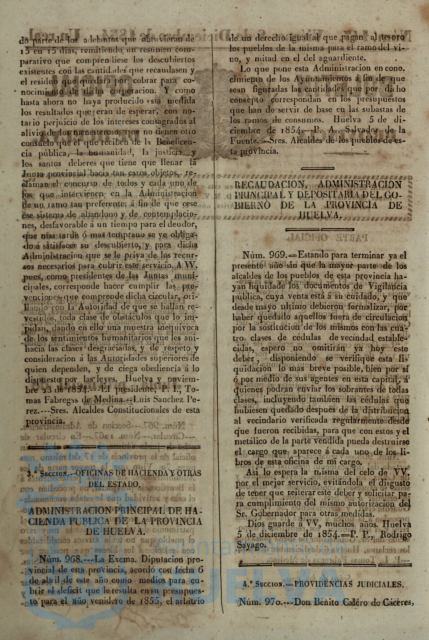 do parte de los adelantos que obtuvieran de
15 en 15 dias, remitiendo un resumen com-
parativo que comprendiese los descubiertos
existentes con las cantidades que recaudasen y
el residuo que quedara por cobrar para co-
nocimiento de la Corporacion. Y como
hasta ahora no haya producido esta medida
los resultados que eran de esperar, con no-
torio perjuicio de los intereses consagrados al
alivio de los menesterosos que no tienen otro
consuelo que el que reciben de la Beneficen-
cia pública, la humanidad, la justicia, y
los santos deberes que tiene que llenar la
Junta provincial hácia tan caros objetos, re-
claman el concurso de todos y cada uno de
los que intervienen en la Administracion
de un ramo tan preferente á fin de que cese
ese sistema de abandono y de contemplacio-
nes, desfavorable á un tiempo para el deudor,
que mas tarde ó mas temprano se ve obliga-
do á satisfacer su descubierto, y para dicha
Administracion que se le priva de los recur-
sos necesarios para cubrir este servicio. A VV.
pues, como presidentes de las Juntas muni-
cipales, corresponde hacer cumplir las pre-
venciones que comprende dicha circular, ori-
llando con la Autoridad de que se hallan re-
vestidos, toda clase de obstáculos que lo im-
pidan, dando en ello una muestra inequívoca
de los sentimientos humanitarios que les ani-
man hácia las clases desgraciadas, y de respeto y
consideracion á las Autoridades superiores de
quien dependen, y de ciega obediencia á lo
dispuesto por las leyes. Huelva y noviem-
bre 23 de 1854.—El presidente, P. I., To-
mas Fabregas de Medina.—Luis Sanchez Pe-
rez.—Sres. Alcaldes Constitucionales de esta
provincia.
3.ª Seccion.—OFICINAS DE HACIENDA Y OTRAS
DEL ESTADO.
ADMINISTRACION PRINCIPAL DE HA-
CIENDA PUBLICA DE LA PROVINCIA
DE HUELVA.
Núm. 968.—La Excma. Diputacion pro-
vincial de esta provincia, acordó con fecha 6
de abril de este año como medios para cu-
brir el déficit que le resulta en su presupues-
to para el año venidero de 1855, el arbitrio
de un derecho igual al que pagan al tesoro
los pueblos de la misma para el ramo del vi-
no, y mitad en el del aguardiente.
Lo que pone esta Administracion en cono-
cimiento de los Ayuntamientos á fin de que
sean figuradas las cantidades que por dicho
concepto correspondan en los presupuestos
que han de servir de base en las subastas de
los ramos de consumos. Huelva 5 de di-
ciembre de 1854.—P. A., Salvador de la
Fuente.—Sres. Alcaldes de los pueblos de es-
ta provincia.
RECAUDACION, ADMINISTRACION
PRINCIPAL Y DEPOSITARIA DEL GO-
BIERNO DE LA PROVINCIA DE
HUELVA.
Núm. 969.—Estando para terminar ya el
presente año sin que la mayor parte de los
alcaldes de los pueblos de esta provincia ha-
yan liquidado los documentos de Vigilancia
pública, cuya venta está á su cuidado, y que
desde mayo último debieron formalizar, por
haber quedado aquellos fuera de circulacion
por la sostitucion de los mismos con las cua-
tro clases de cédulas de vecindad estable-
cidas, espero no omitirán ya hoy este
deber, disponiendo se verifique esta li-
quidacion lo mas breve posible, bien por sí
ó por medio de sus agentes en esta capital, á
quienes podrán enviar los sobrantes de todas
clases, incluyendo tambien las cédulas que
hubiesen quedado despues de la distribucion
al vecindario verificada regularmente desde
que fueron recibidas, para que con estos y el
metálico de la parte vendida pueda destruirse
el cargo que aparece á cada uno de los li-
bros de esta oficina de mi cargo.
Así lo espera la misma del celo de VV.
por el mejor servicio, evitándola el disgusto
de tener que reiterar este deber y solicitar pa-
ra cumplimiento del mismo autorizacion del
Sr. Gobernador para otras medidas.
Dios guarde á VV. muchos años. Huelva
5 de diciembre de 1854.—P. P., Rodrigo
Sayago.
4.ª Seccion.—PROVIDENCIAS JUDICIALES.
Núm. 970.—Don Benito Calero de Cáceres,